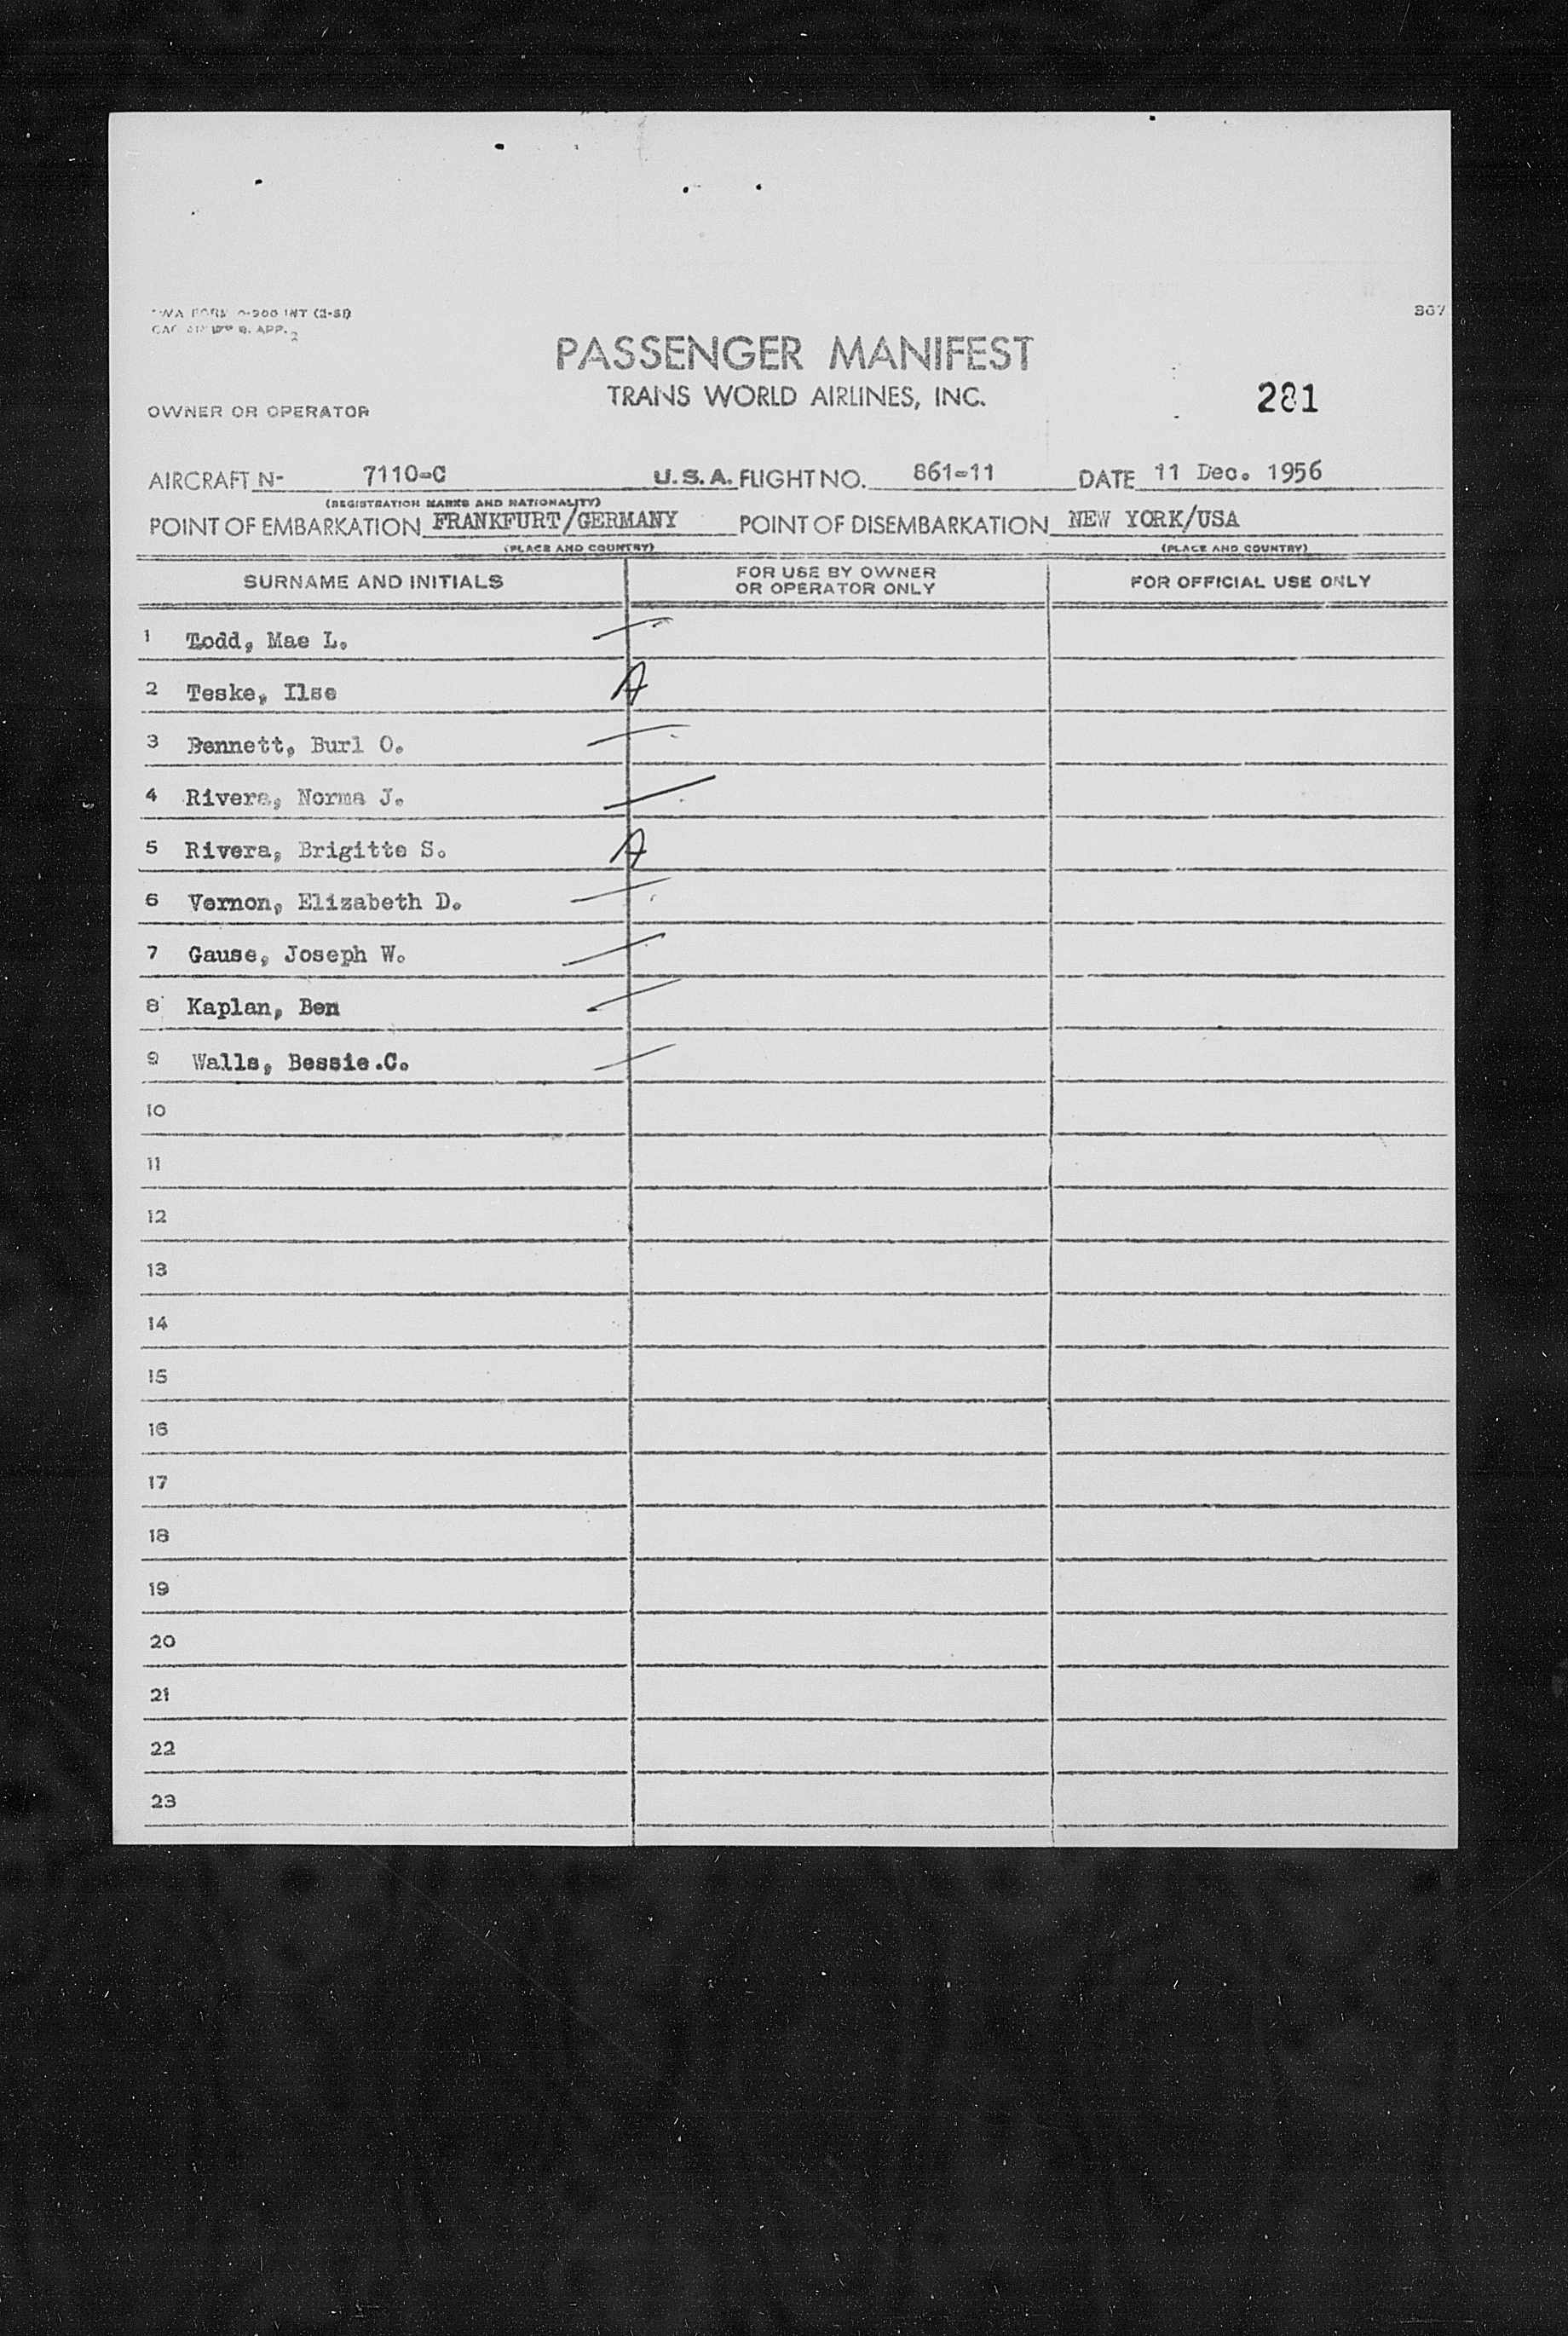 TWA FORM O-900 INT (2-51)
PASSENGER MANIFEST
TRANS WORLD AIRLINES, INC.
281
OWNER OR OPERATOR
AIRCRAFT N- 7110-C U.S.A. FLIGHT NO. 861-11 DATE 11 Dec. 1956
(REGISTRATION MARKS AND NATIONALITY)
POINT OF EMBARKATION FRANKFURT/GERMANY POINT OF DISEMBARKATION NEW YORK/USA
(PLACE AND COUNTRY) (PLACE AND COUNTRY)
SURNAME AND INITIALS FOR USE BY OWNER OR OPERATOR ONLY FOR OFFICIAL USE ONLY
1 Todd, Mae L.
2 Teske, Ilse A
3 Bennett, Burl O.
4 Rivera, Norma J.
5 Rivera, Brigitte S. A
6 Vernon, Elizabeth D.
7 Gause, Joseph W.
8 Kaplan, Ben
9 Walls, Bessie.C.
10
11
12
13
14
15
16
17
18
19
20
21
22
23